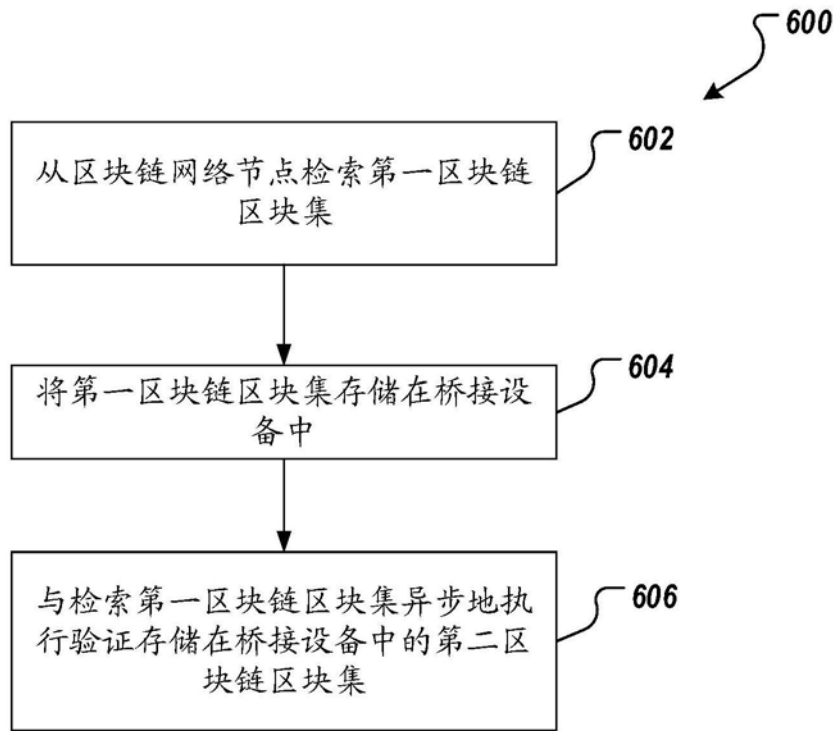 600
602
从区块链网络节点检索第一区块链
区块集
604
将第一区块链区块集存储在桥接设
备中
606
与检索第一区块链区块集异步地执
行验证存储在桥接设备中的第二区
块链区块集